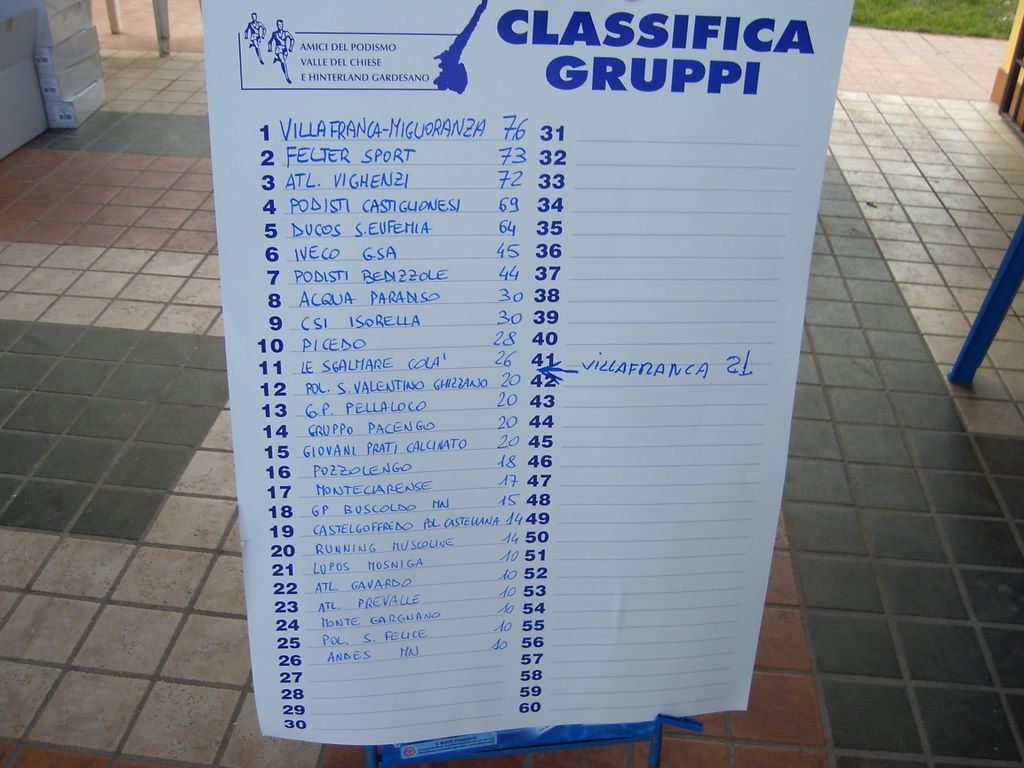 AMICI DEL PODISMO
VALLE DEL CHIESE
E HINTERLAND GARDESANO
CLASSIFICA
GRUPPI
1 VILLAFRANCA-MIGLIORANZA 76
2 FELTER SPORT 73
3 ATL. VIGHENZI 72
4 PODISTI CASTIGLIONESI 69
5 DUCOS S.EUFEMIA 64
6 IVECO G.SA 45
7 PODISTI BEDIZZOLE 44
8 ACQUA PARADISO 30
9 CSI ISORELLA 30
10 PICEDO 28
11 LE SGALMARE COLA' 26
12 POL. S. VALENTINO GHIZZANO 20
13 G.P. PELLALOCO 20
14 GRUPPO PACENGO 20
15 GIOVANI PRATI CALCINATO 20
16 POZZOLENGO 18
17 MONTECLARENSE 17
18 GP BUSCOLDO MN 15
19 CASTELGOFFREDO POL CASTELLANA 14
20 RUNNING MUSCOLINE 14
21 LUPOS MOSNIGA 10
22 ATL. GAVARDO 10
23 ATL. PREVALLE 10
24 MONTE GARGNANO 10
25 POL. S. FELICE 10
26 ANDES MN 10
27
28
29
30
31
32
33
34
35
36
37
38
39
40
41 VILLAFRANCA 21
42
43
44
45
46
47
48
49
50
51
52
53
54
55
56
57
58
59
60